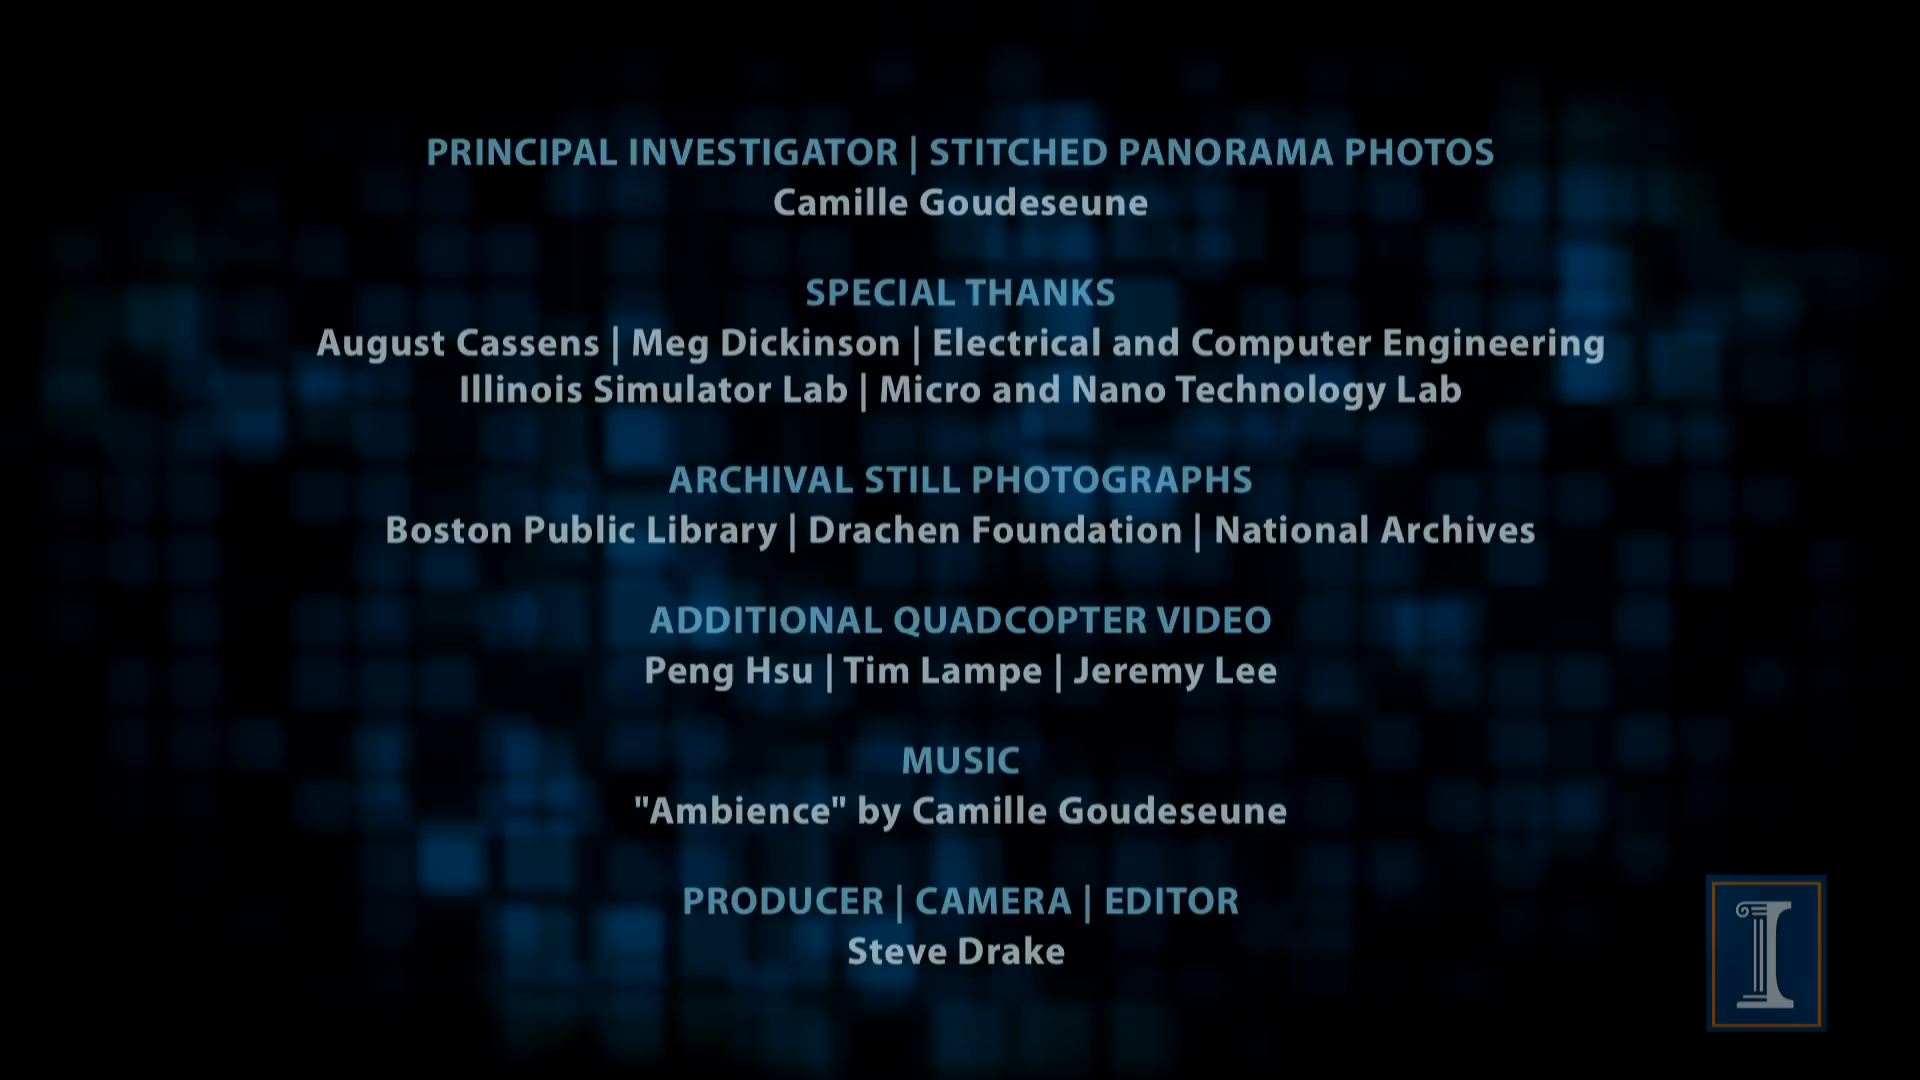 PRINCIPAL INVESTIGATOR | STITCHED PANORAMA PHOTOS
Camille Goudeseune
SPECIAL THANKS
August Cassens | Meg Dickinson | Electrical and Computer Engineering
Illinois Simulator Lab | Micro and Nano Technology Lab
ARCHIVAL STILL PHOTOGRAPHS
Boston Public Library | Drachen Foundation | National Archives
ADDITIONAL QUADCOPTER VIDEO
Peng Hsu | Tim Lampe | Jeremy Lee
MUSIC
"Ambience" by Camille Goudeseune
PRODUCER | CAMERA | EDITOR
Steve Drake
I